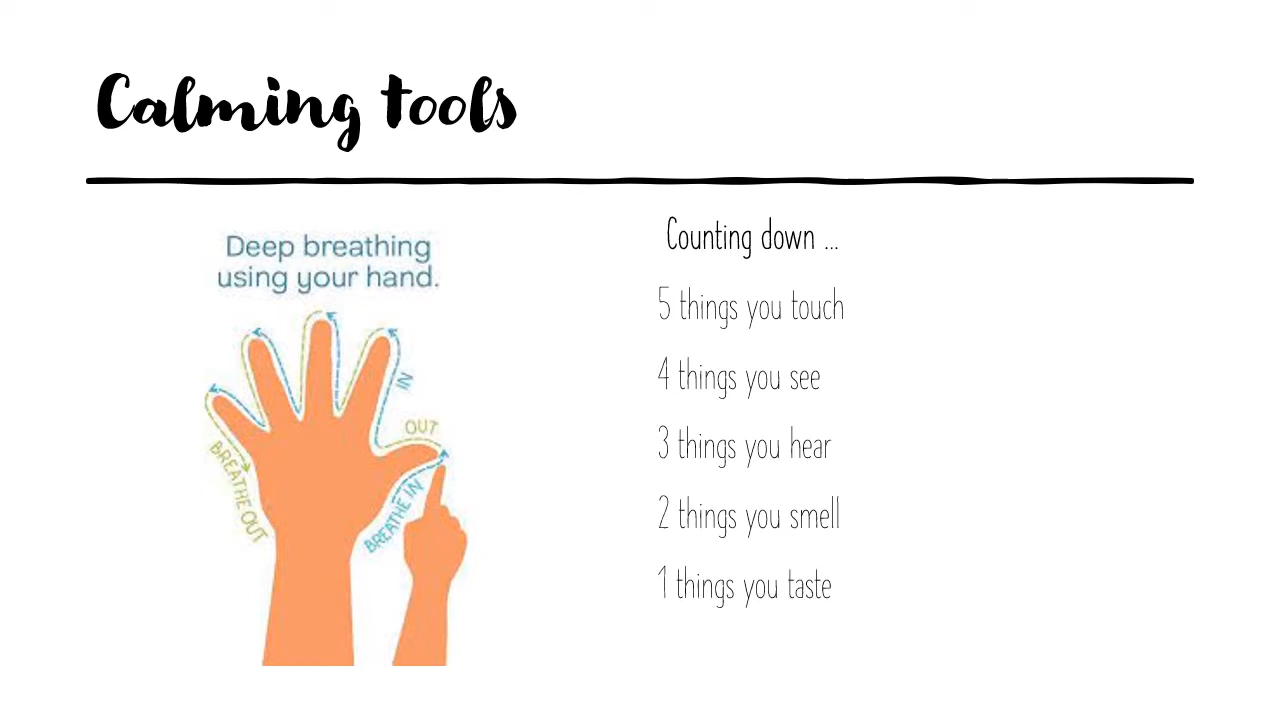 Calming tools
Deep breathing
using your hand.
IN
OUT
BREATHE IN
BREATHE OUT
Counting down ...
5 things you touch
4 things you see
3 things you hear
2 things you smell
1 things you taste